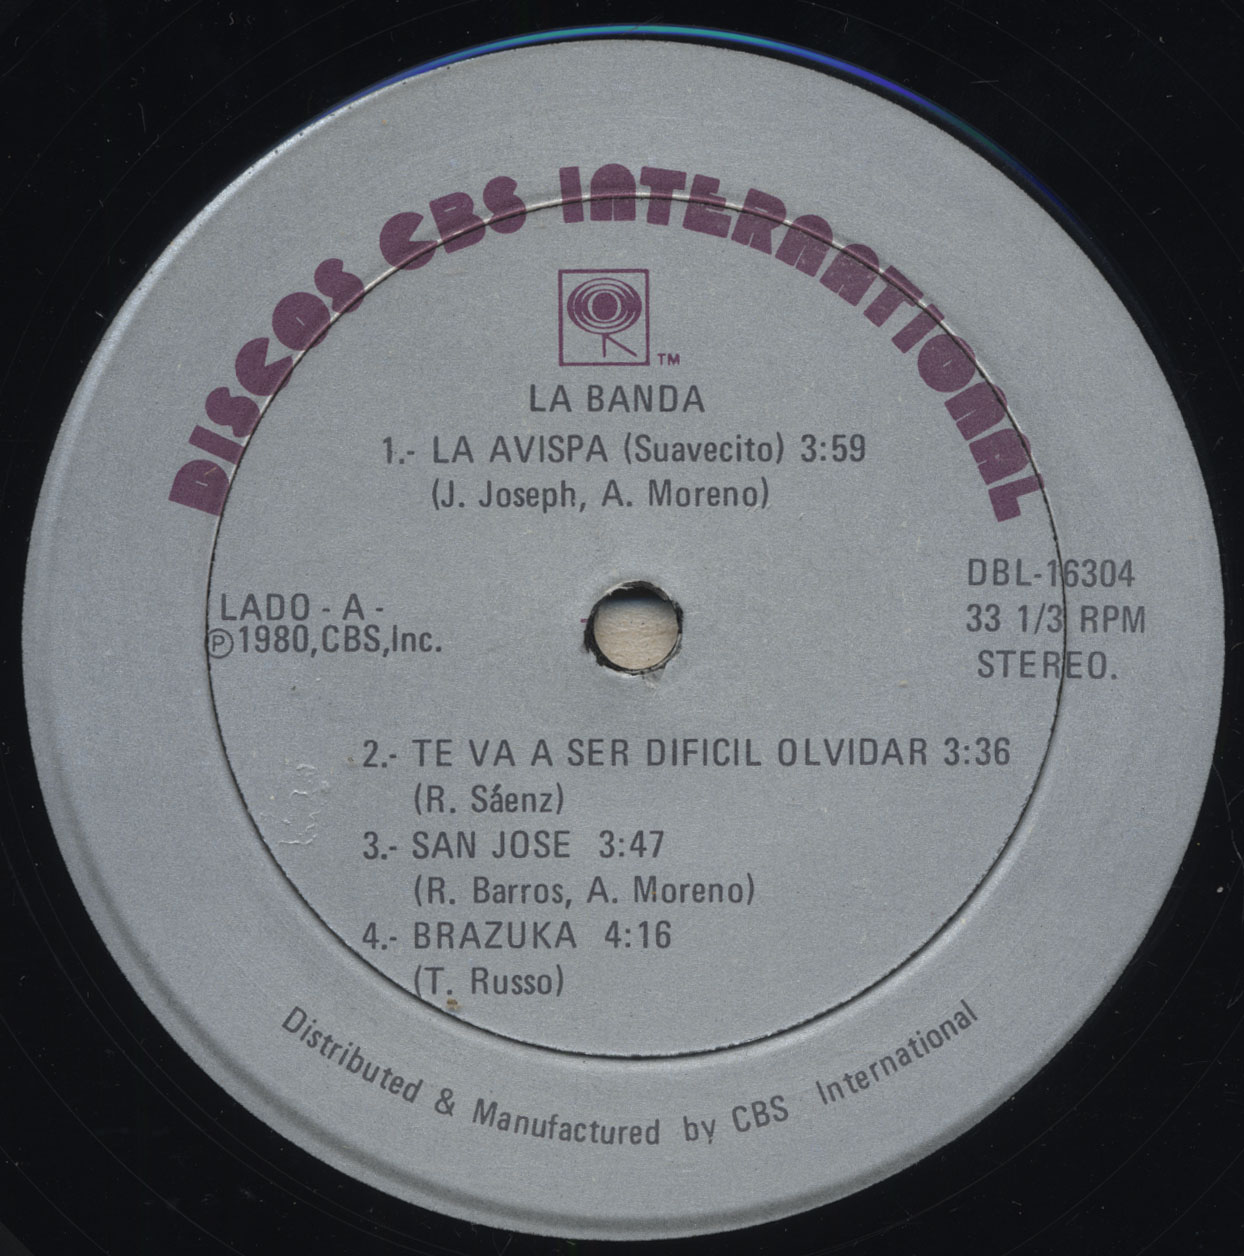 DISCOS CBS INTERNATIONAL
TM
LA BANDA
1.- LA AVISPA (Suavecito) 3:59
(J. Joseph, A. Moreno)
LADO - A -
℗1980,CBS,Inc.
DBL-16304
33 1/3 RPM
STEREO.
2.- TE VA A SER DIFICIL OLVIDAR 3:36
(R. Sáenz)
3.- SAN JOSE 3:47
(R. Barros, A. Moreno)
4.- BRAZUKA 4:16
(T. Russo)
Distributed & Manufactured by CBS International